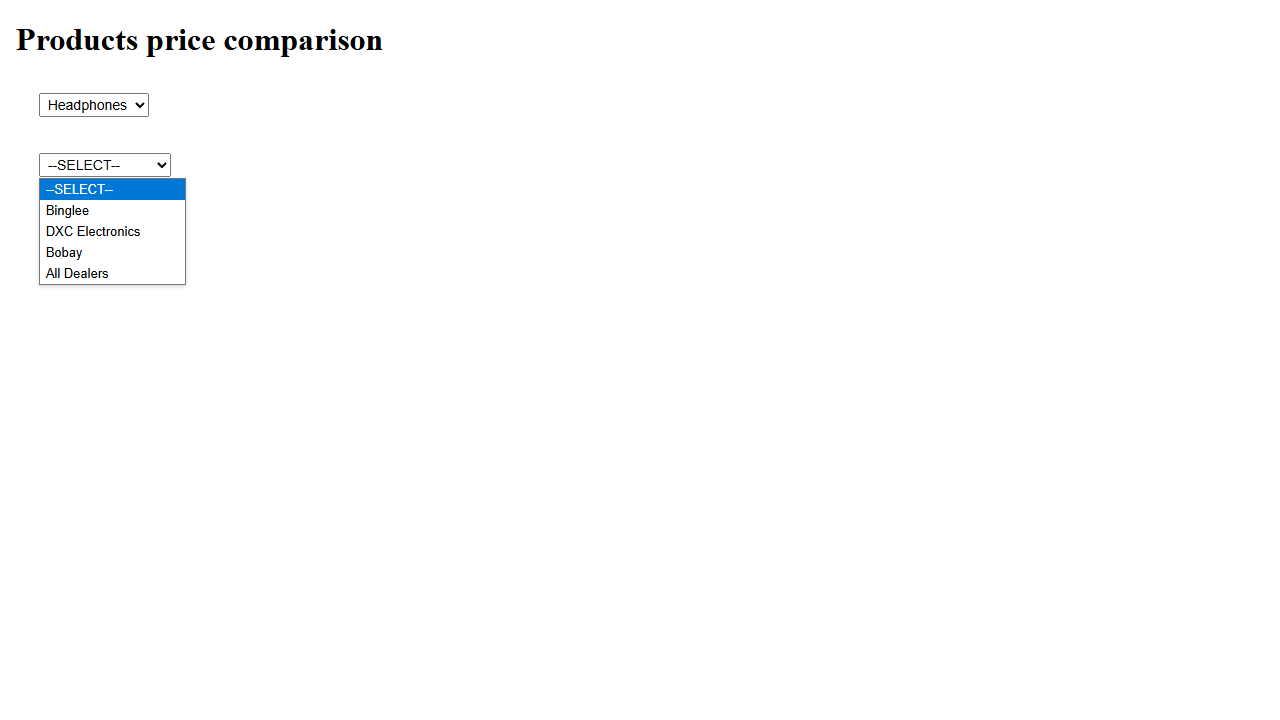 Products price comparison
Headphones
--SELECT--
--SELECT--
Binglee
DXC Electronics
Bobay
All Dealers